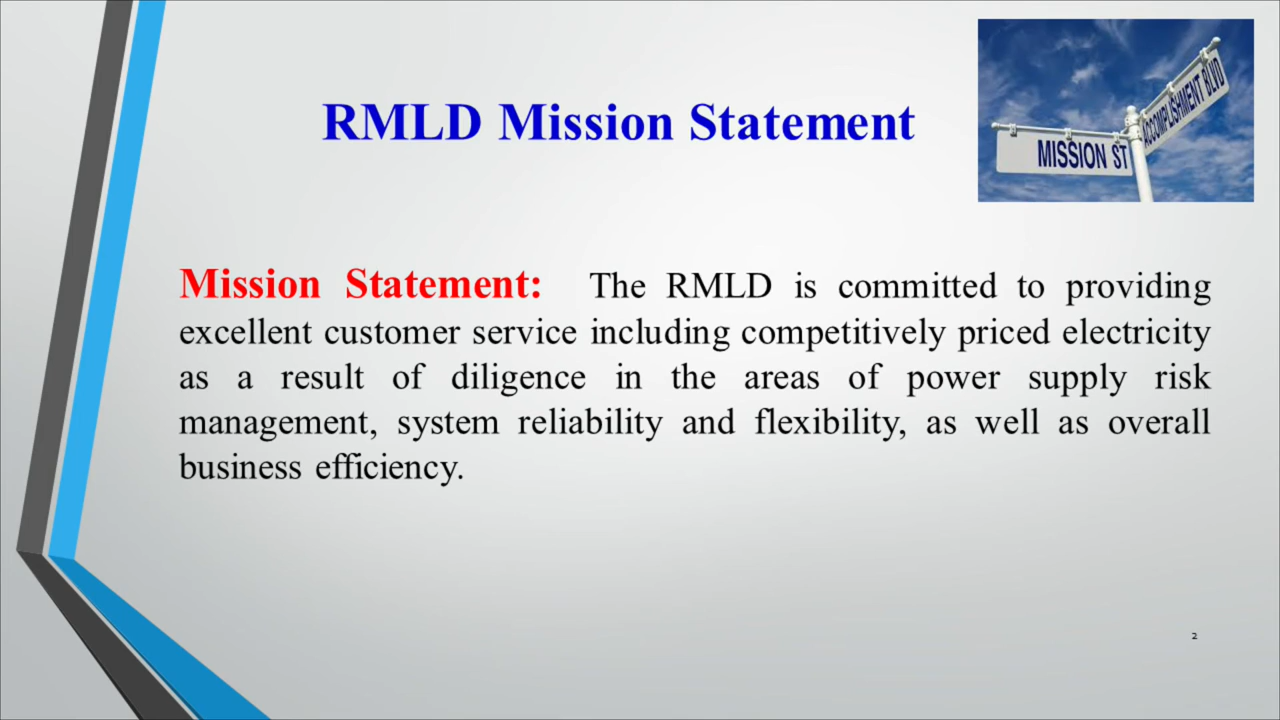 RMLD Mission Statement
MISSION ST
ACCOMPLISHMENT BLVD
Mission Statement: The RMLD is committed to providing
excellent customer service including competitively priced electricity
as a result of diligence in the areas of power supply risk
management, system reliability and flexibility, as well as overall
business efficiency.
2